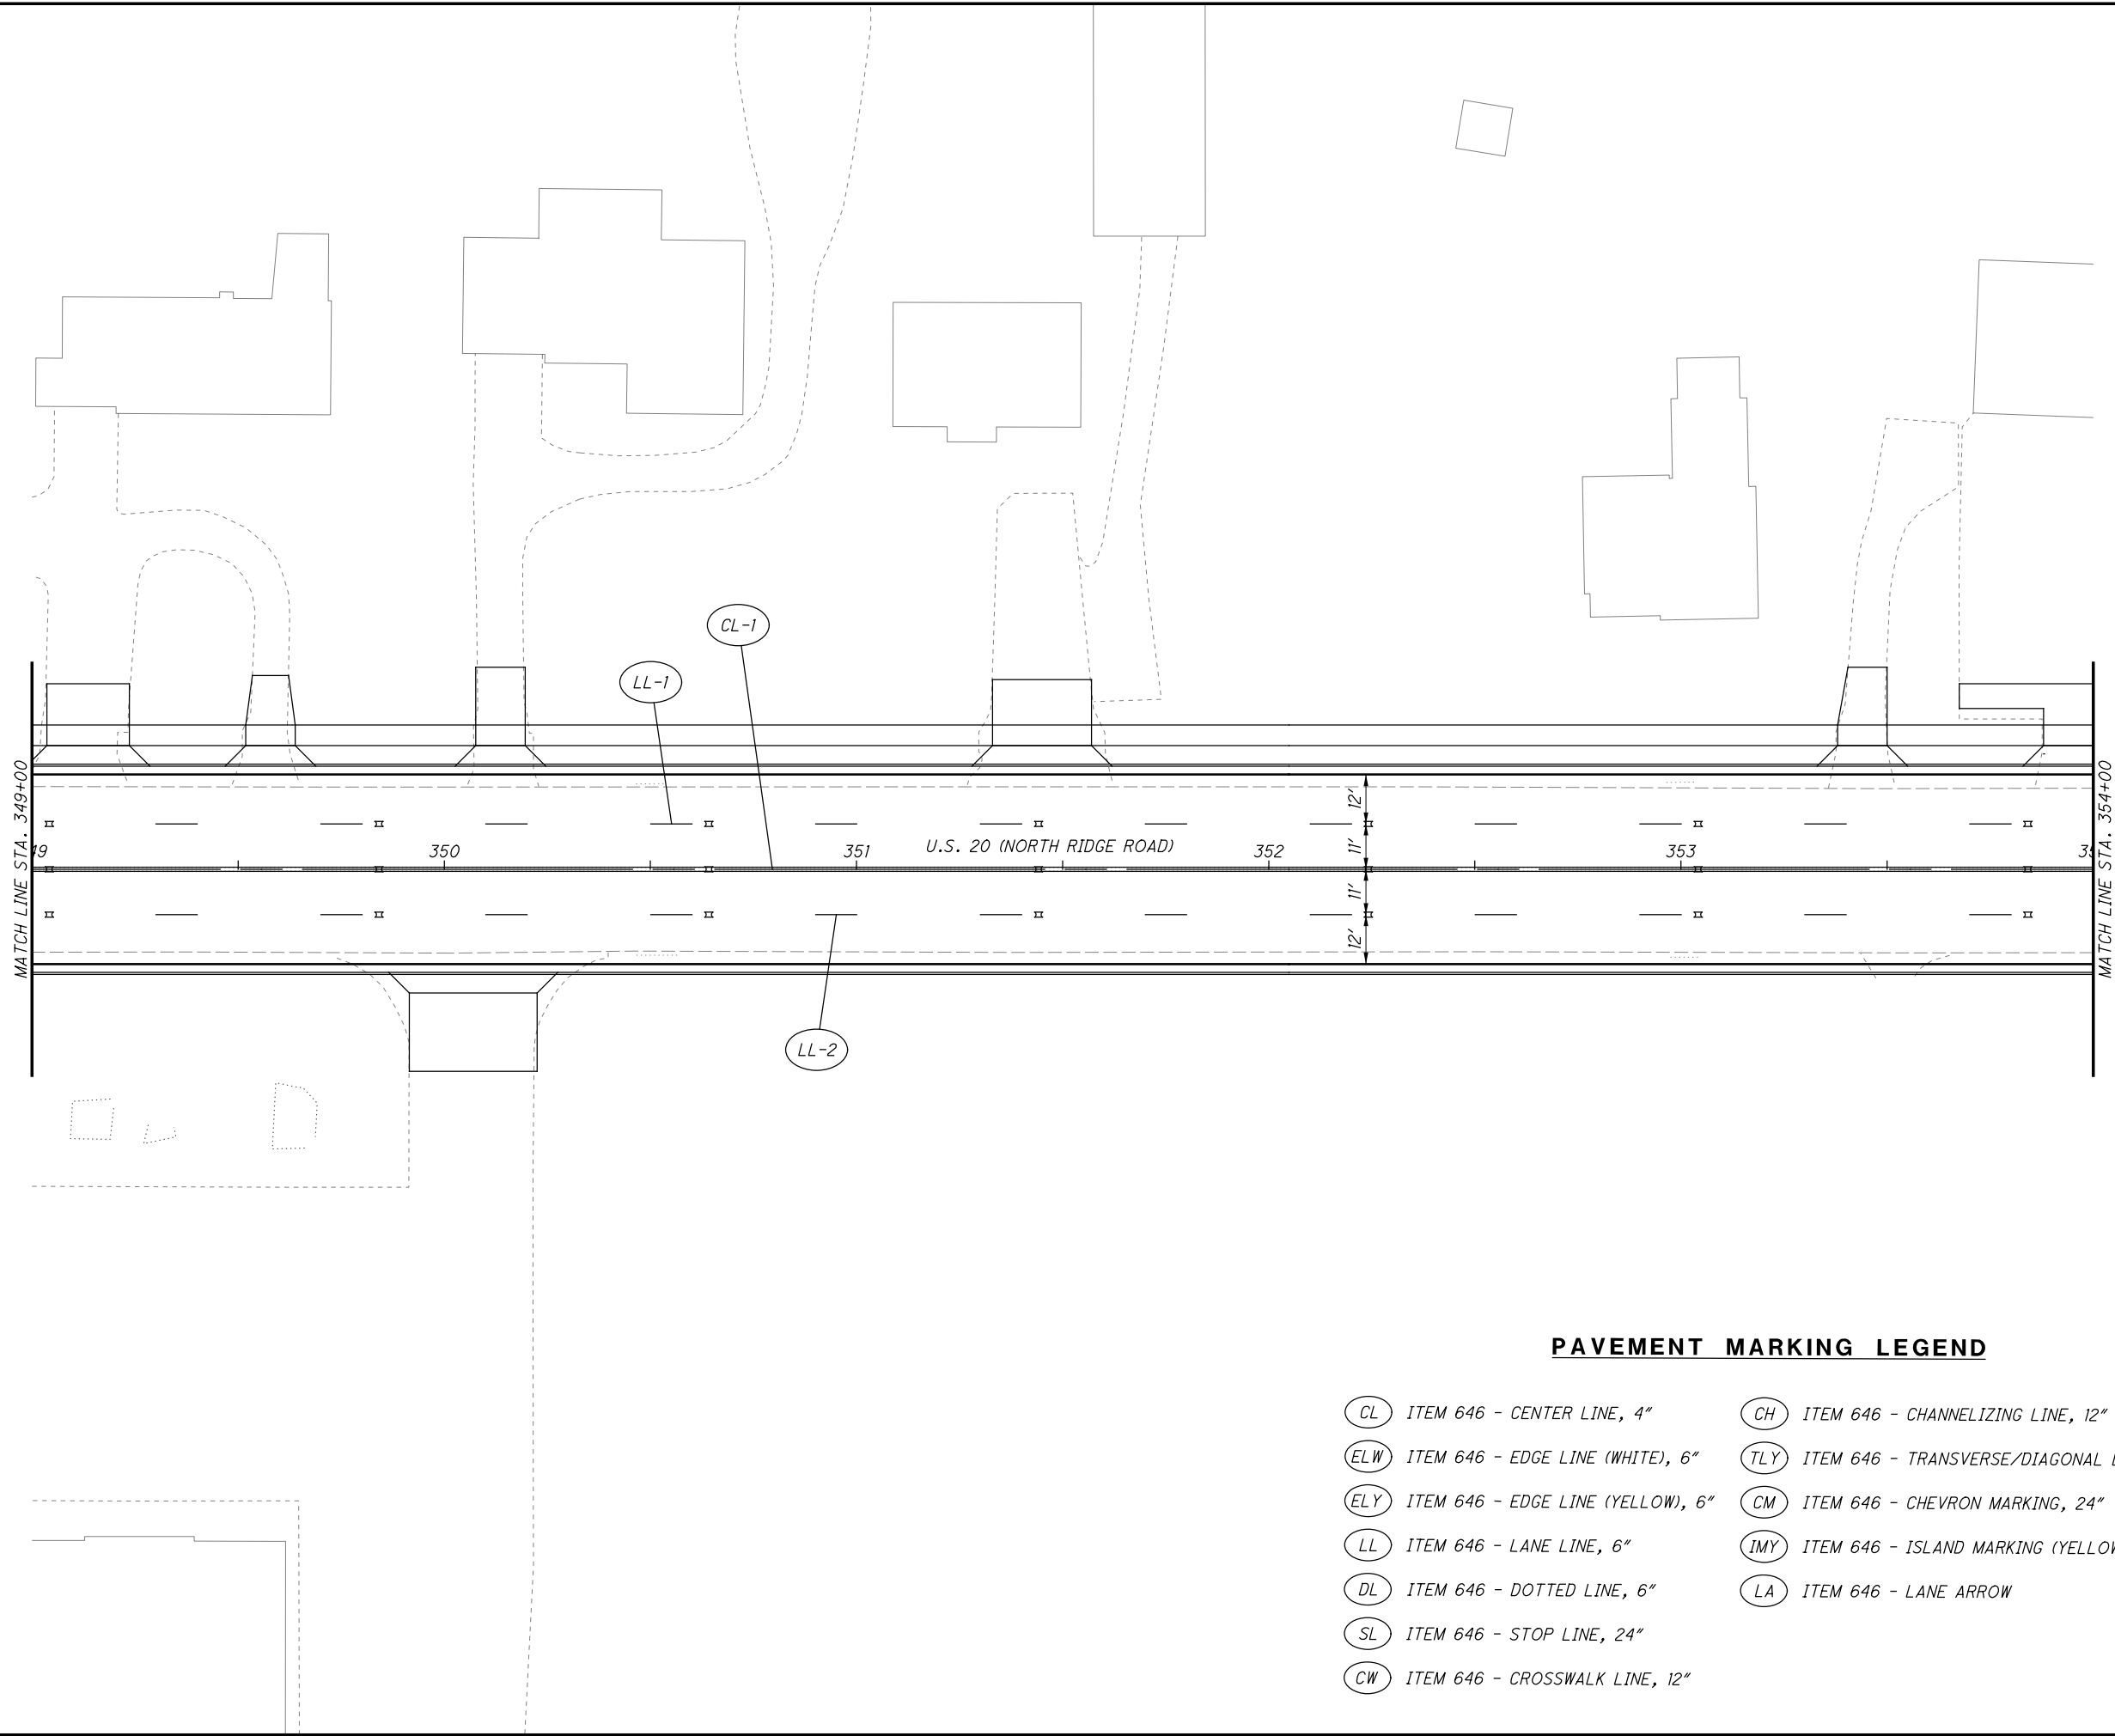 CL-1
LL-1
12'
11'
U.S. 20 (NORTH RIDGE ROAD)
350
351
352
353
11'
12'
MATCH LINE STA. 349+00
MATCH LINE STA. 354+00
LL-2
PAVEMENT MARKING LEGEND
CL ITEM 646 - CENTER LINE, 4"
ELW ITEM 646 - EDGE LINE (WHITE), 6"
ELY ITEM 646 - EDGE LINE (YELLOW), 6"
LL ITEM 646 - LANE LINE, 6"
DL ITEM 646 - DOTTED LINE, 6"
SL ITEM 646 - STOP LINE, 24"
CW ITEM 646 - CROSSWALK LINE, 12"
CH ITEM 646 - CHANNELIZING LINE, 12"
TLY ITEM 646 - TRANSVERSE/DIAGONAL
CM ITEM 646 - CHEVRON MARKING, 24"
IMY ITEM 646 - ISLAND MARKING
LA ITEM 646 - LANE ARROW